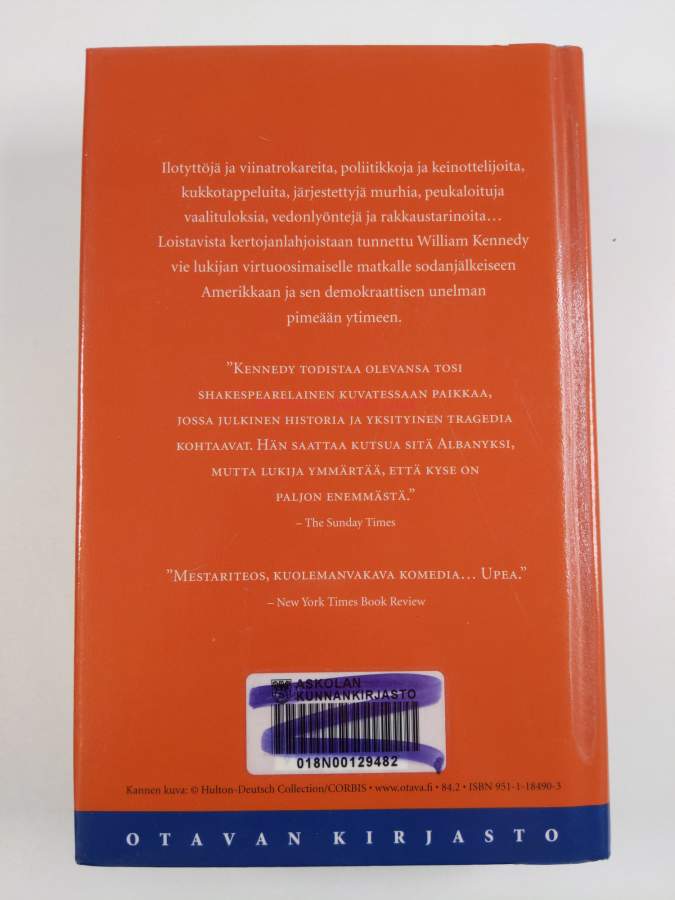 Ilotyttöjä ja viinatrokareita, poliitikkoja ja keinottelijoita,
kukkotappeluita, järjestettyjä murhia, peukaloituja
vaalituloksia, vedonlyöntejä ja rakkaustarinoita…
Loistavista kertojanlahjoistaan tunnettu William Kennedy
vie lukijan virtuoosimaiselle matkalle sodanjälkeiseen
Amerikkaan ja sen demokraattisen unelman
pimeään ytimeen.
”Kennedy todistaa olevansa tosi
shakespearelainen kuvatessaan paikkaa,
jossa julkinen historia ja yksityinen tragedia
kohtaavat. Hän saattaa kutsua sitä Albanyksi,
mutta lukija ymmärtää, että kyse on
paljon enemmästä.”
– The Sunday Times
”Mestariteos, kuolemanvakava komedia… Upea.”
– New York Times Book Review
ASKOLAN
KUNNANKIRJASTO
018N00129482
Kannen kuva: © Hulton-Deutsch Collection/CORBIS • www.otava.fi • 84.2 • ISBN 951-1-18490-3
OTAVAN KIRJASTO